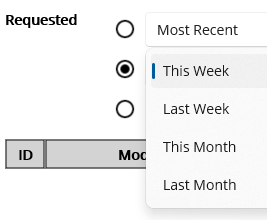 Requested
Most Recent
This Week
Last Week
This Month
Last Month
ID